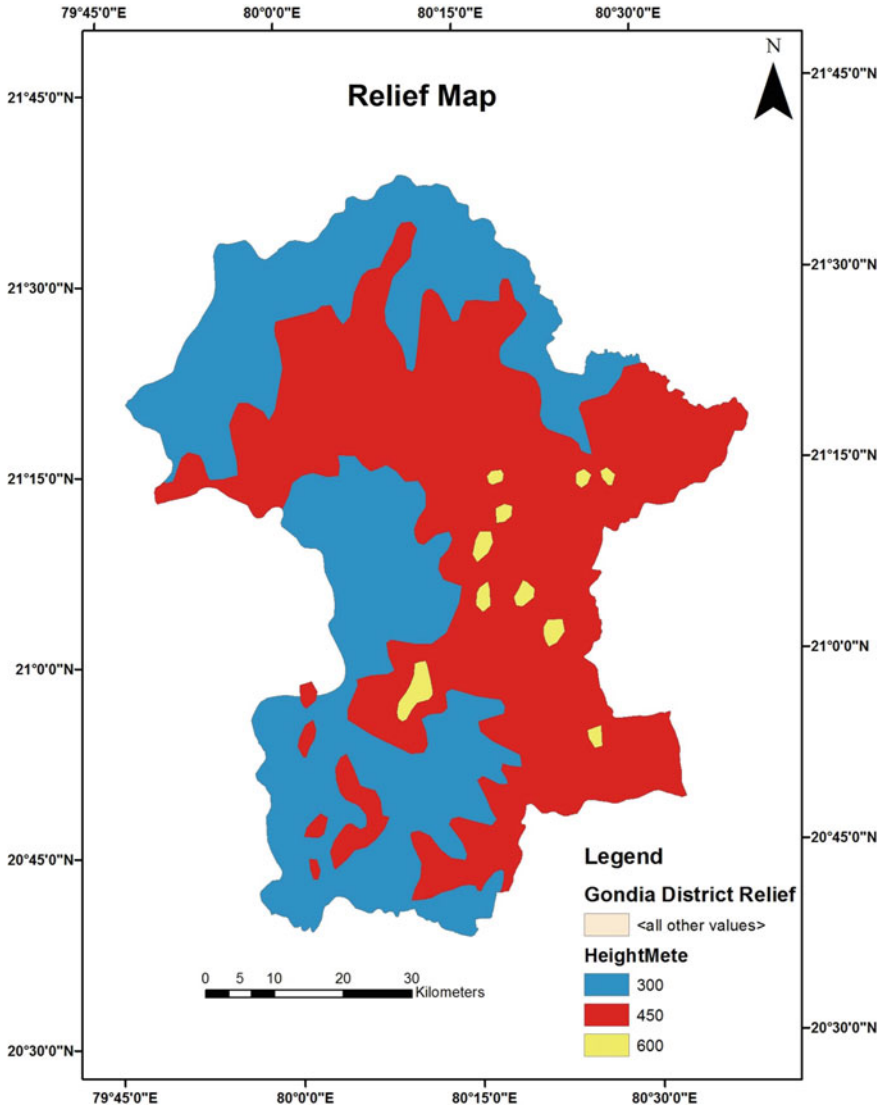 79°45'0"E 80°0'0"E 80°15'0"E 80°30'0"E
N
Relief Map
21°45'0"N 21°45'0"N
21°30'0"N 21°30'0"N
21°15'0"N 21°15'0"N
21°0'0"N 21°0'0"N
20°45'0"N 20°45'0"N
Legend
Gondia District Relief
<all other values>
HeightMete
300
450
600
0 5 10 20 30
Kilometers
20°30'0"N 20°30'0"N
79°45'0"E 80°0'0"E 80°15'0"E 80°30'0"E